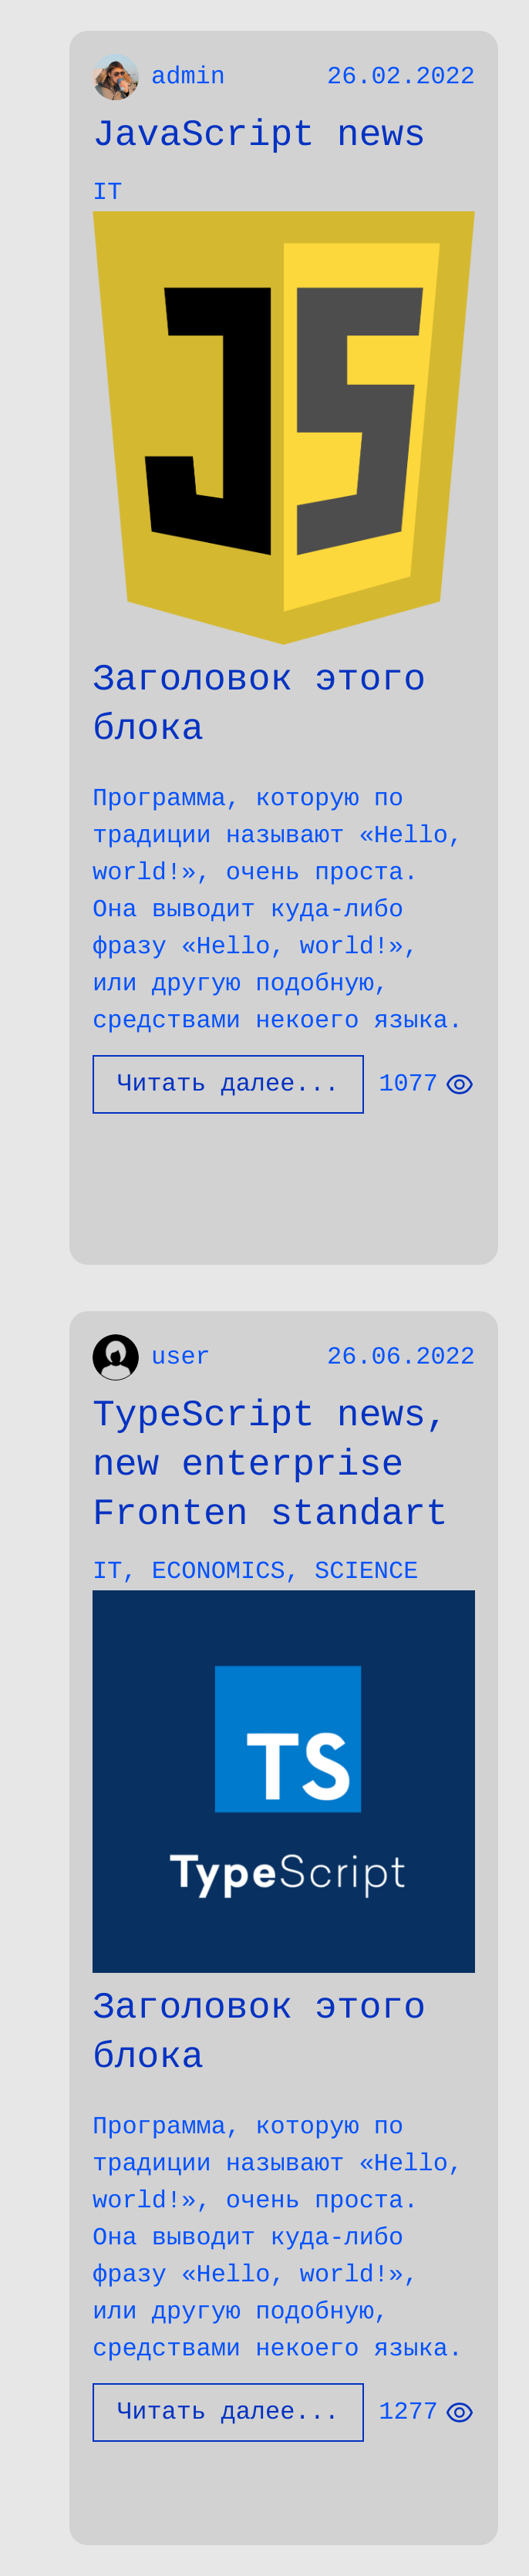 admin 26.02.2022
JavaScript news
IT
JS
Заголовок этого
блока
Программа, которую по
традиции называют «Hello,
world!», очень проста.
Она выводит куда-либо
фразу «Hello, world!»,
или другую подобную,
средствами некоего языка.
Читать далее... 1077
user 26.06.2022
TypeScript news,
new enterprise
Fronten standart
IT, ECONOMICS, SCIENCE
TS
TypeScript
Заголовок этого
блока
Программа, которую по
традиции называют «Hello,
world!», очень проста.
Она выводит куда-либо
фразу «Hello, world!»,
или другую подобную,
средствами некоего языка.
Читать далее... 1277